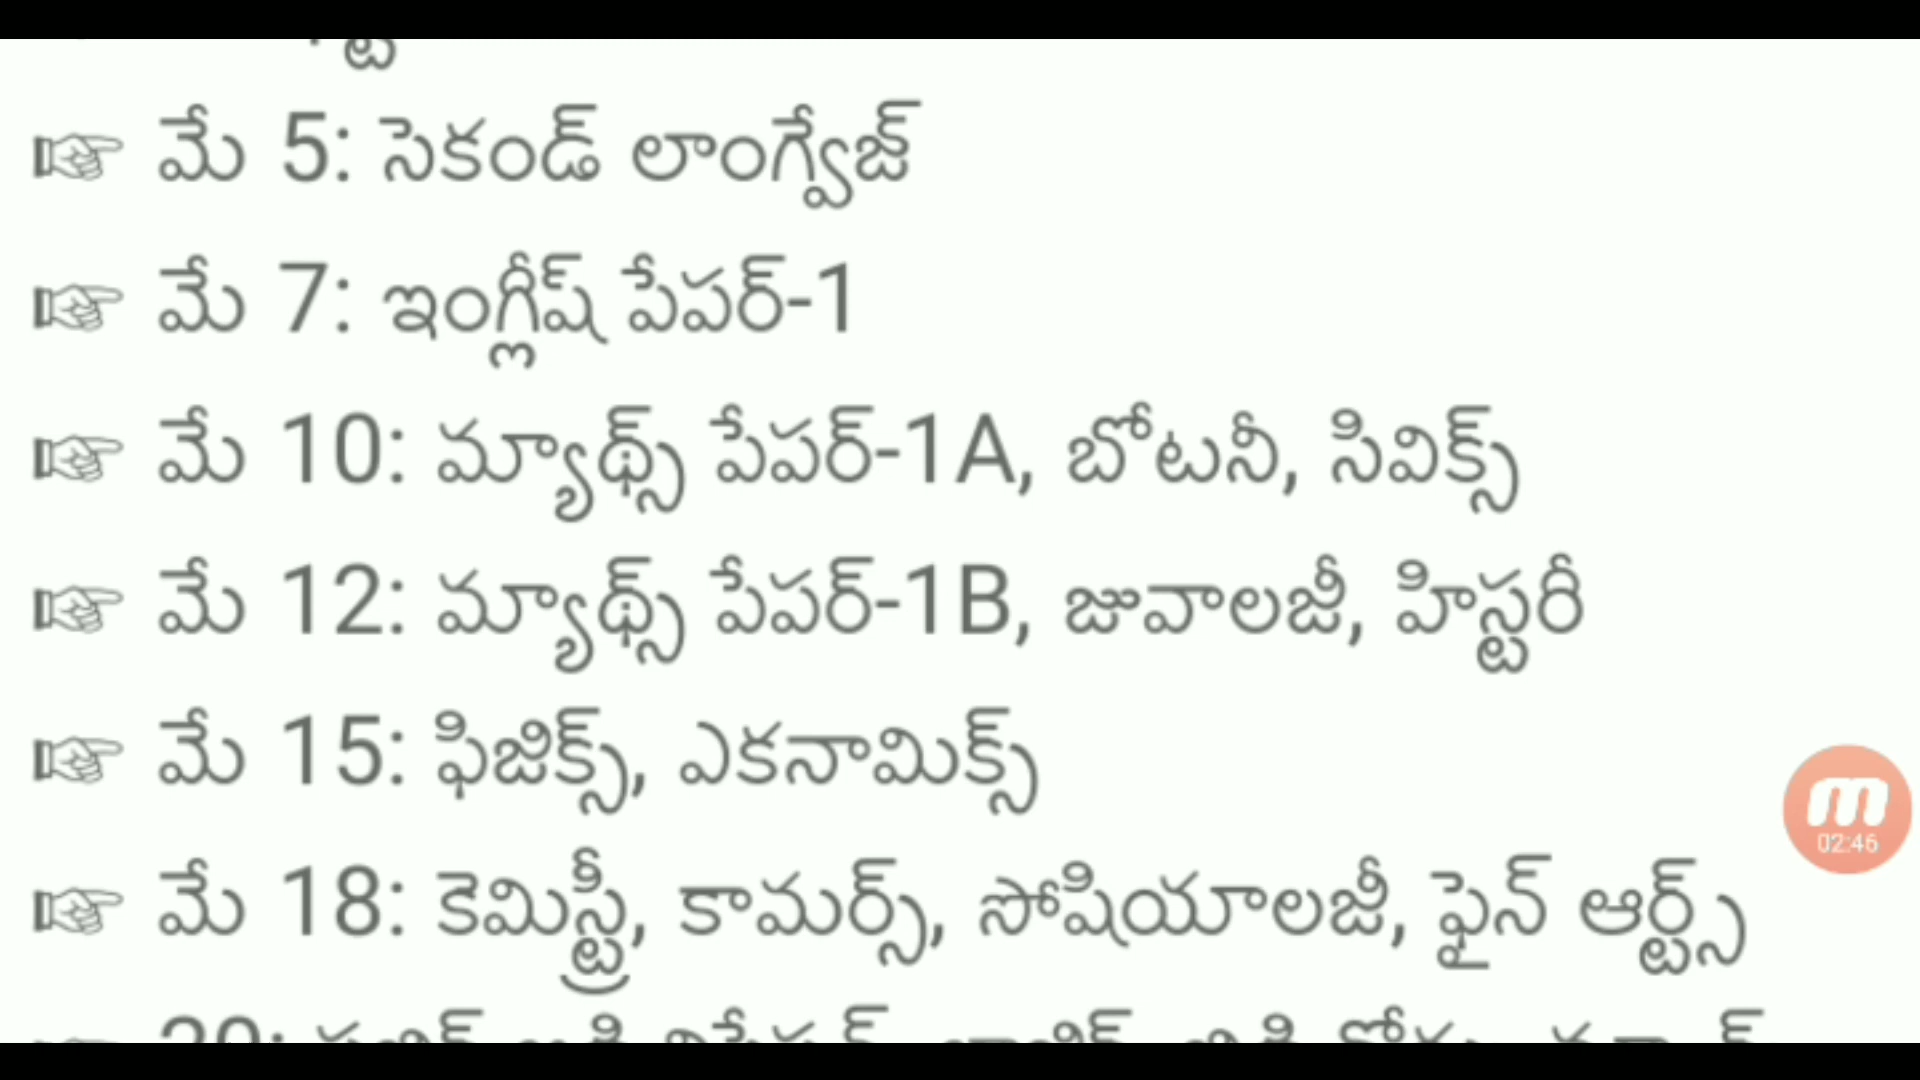 ☞ మే 5: సెకండ్ లాంగ్వేజ్
☞ మే 7: ఇంగ్లీష్ పేపర్-1
☞ మే 10: మ్యాథ్స్ పేపర్-1A, బోటనీ, సివిక్స్
☞ మే 12: మ్యాథ్స్ పేపర్-1B, జువాలజీ, హిస్టరీ
☞ మే 15: ఫిజిక్స్, ఎకనామిక్స్
02:46
☞ మే 18: కెమిస్ట్రీ, కామర్స్, సోషియాలజీ, ఫైన్ ఆర్ట్స్